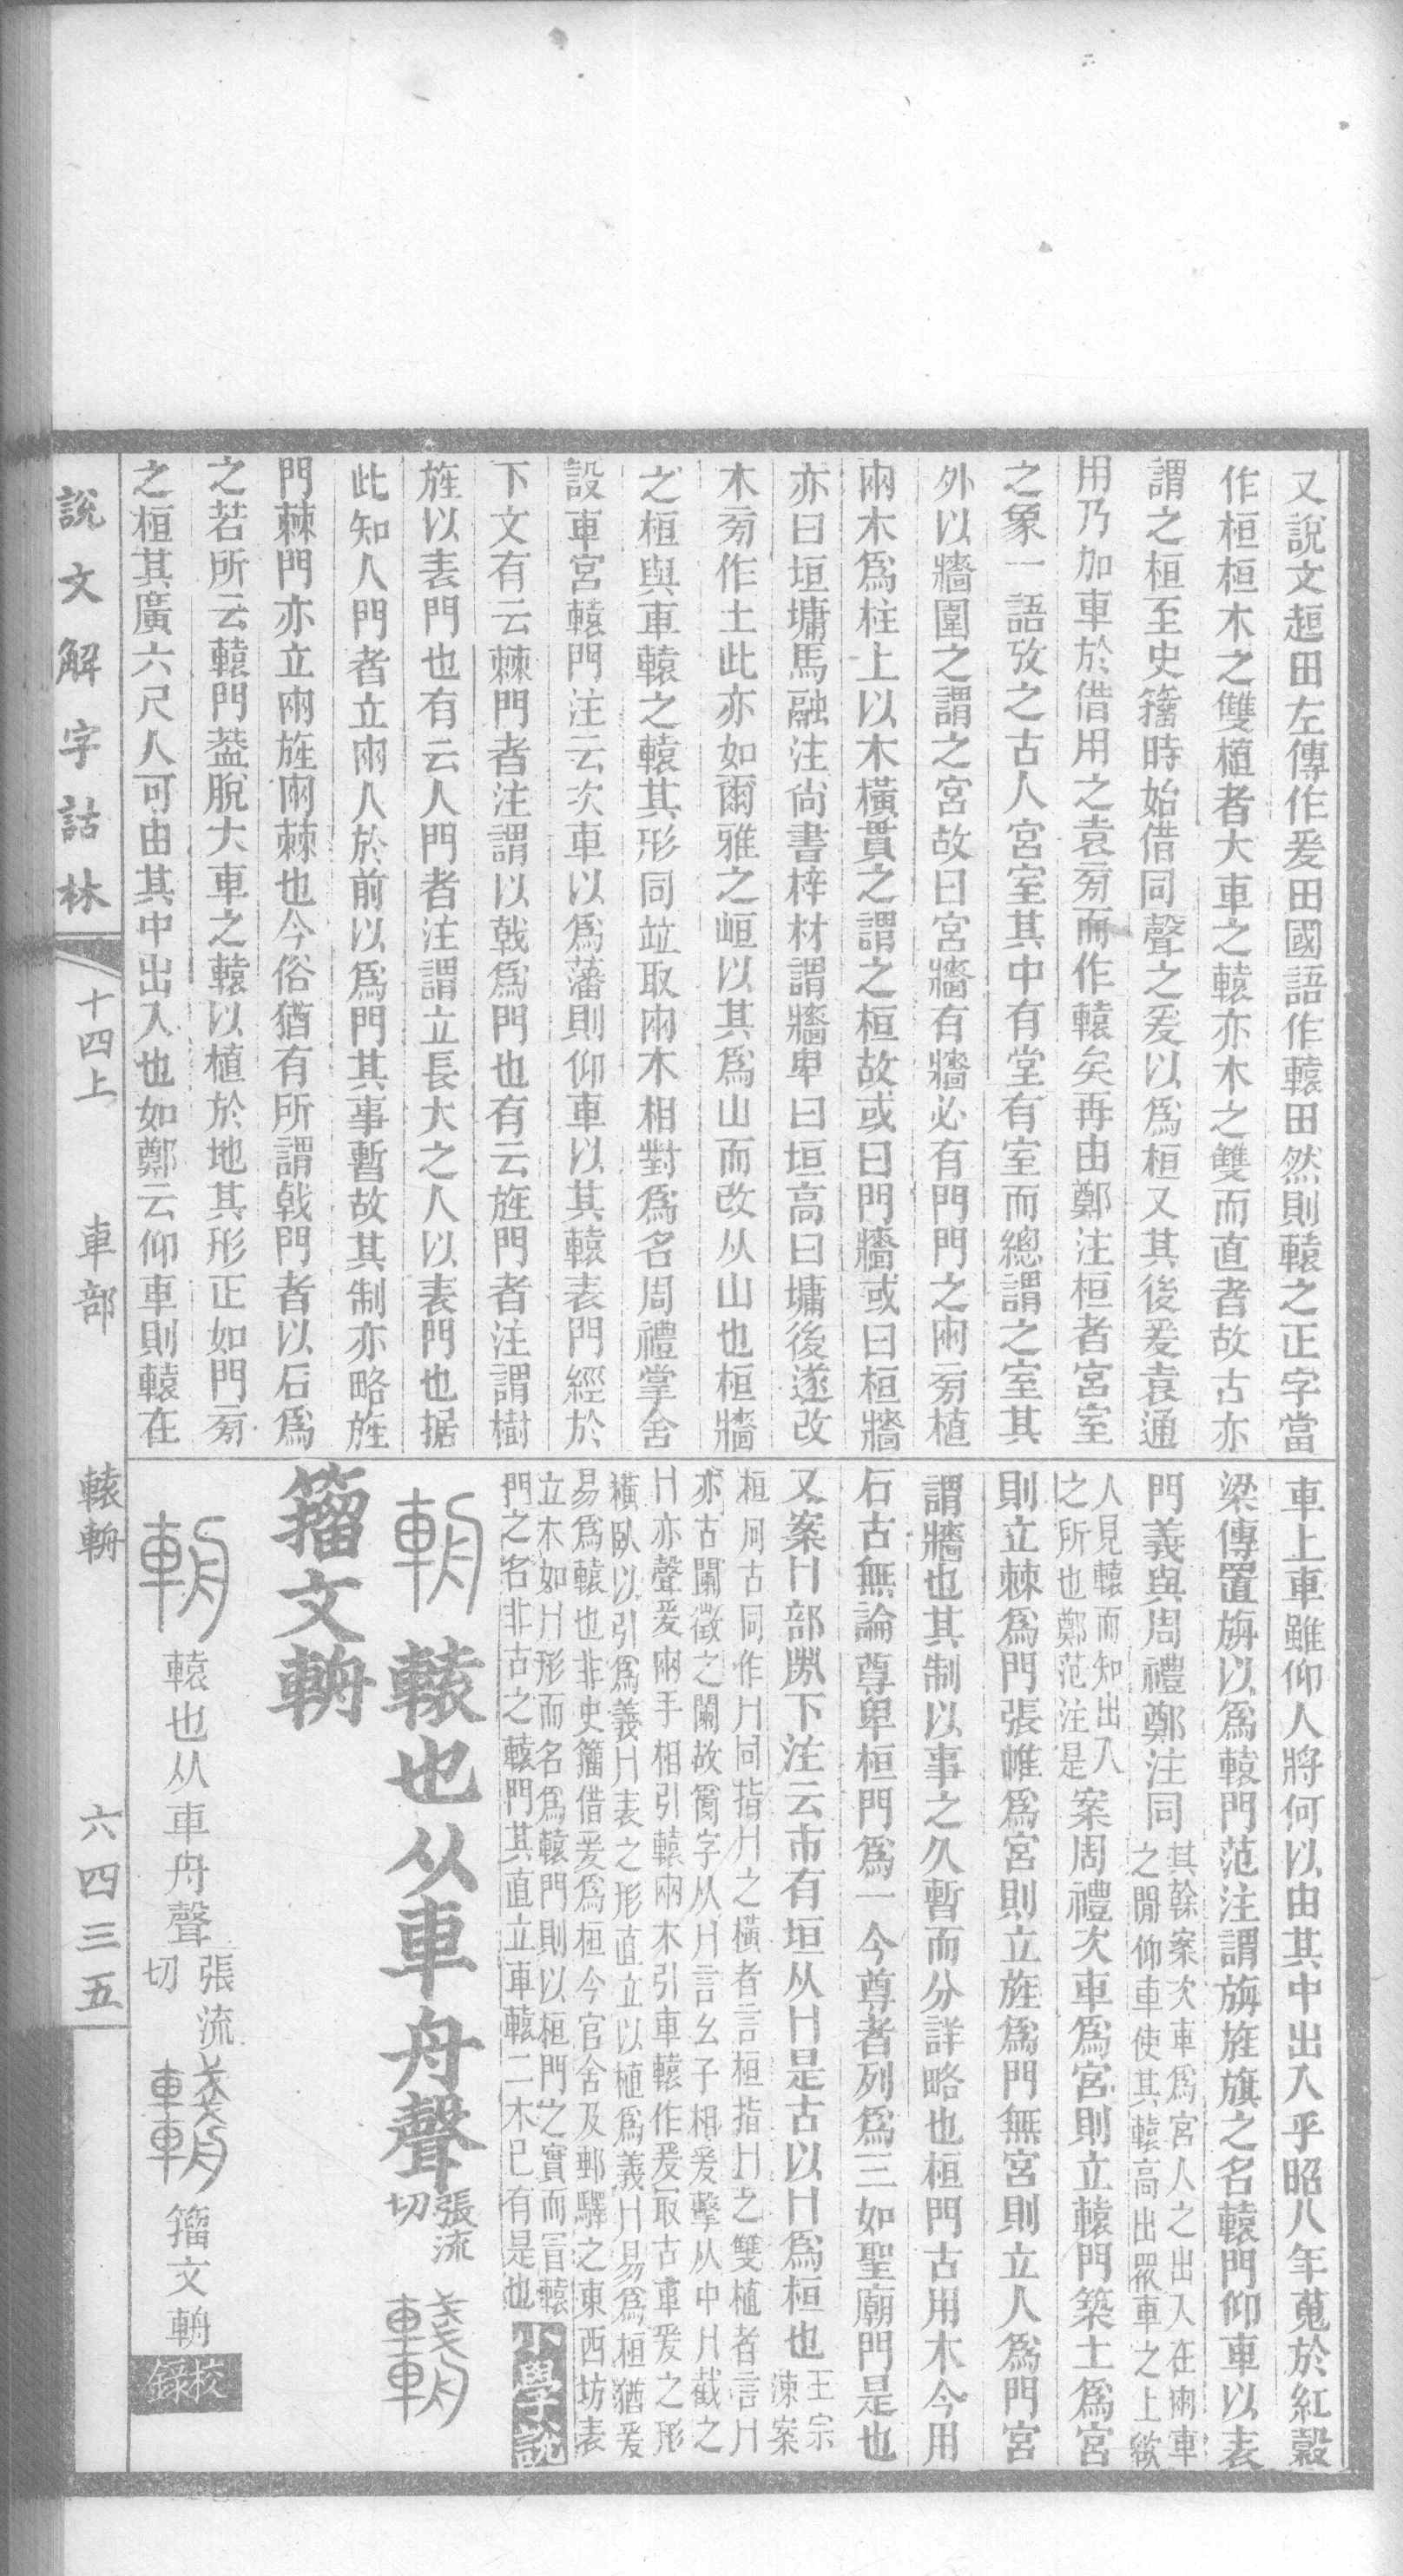 又說文𧻚田左傳作爰田國語作轅田然則轅之正字當
作桓桓木之雙植者大車之轅亦木之雙而直者故古亦
謂之桓至史籀時始借同聲之爰以爲桓又其後爰袁通
用乃加車於借用之袁㫄而作轅矣再由鄭注桓者宮室
之象一語攷之古人宮室其中有堂有室而總謂之室其
外以牆圍之謂之宮故曰宮牆有牆必有門門之兩㫄植
兩木爲柱上以木橫貫之謂之桓故或曰門牆或曰桓牆
亦曰垣墉馬融注尙書梓材謂牆卑曰垣高曰墉後遂改
木㫄作土此亦如爾雅之峘以其爲山而改从山也桓牆
之桓與車轅之轅其形同竝取兩木相對爲名周禮掌舍
設車宮轅門注云次車以爲藩則仰車以其轅表門經於
下文有云棘門者注謂以戟爲門也有云旌門者注謂樹
旌以表門也有云人門者注謂立長大之人以表門也据
此知人門者立兩人於前以爲門其事暫故其制亦略旌
門棘門亦立兩旌兩棘也今俗猶有所謂戟門者以石爲
之若所云轅門葢脫大車之轅以植於地其形正如門㫄
之桓其廣六尺人可由其中出入也如鄭云仰車則轅在
車上車雖仰人將何以由其中出入乎昭八年蒐於紅榖
梁傳置旃以爲轅門范注謂旃旌旗之名轅門仰車以表
門義與周禮鄭注同其榦案次車爲宮人之出入在兩車
之閒仰車使其轅高出眾車之上欲
人見轅而知出入
之所也鄭范注是案周禮次車爲宮則立轅門築土爲宮
則立棘爲門張帷爲宮則立旌爲門無宮則立人爲門宮
謂牆也其制以事之久暫而分詳略也桓門古用木今用
石古無論尊卑桓門爲一今尊者列爲三如聖廟門是也
又案冂部𠕋下注云市有垣从冂是古以冂爲桓也王宗
涑案
桓冋古同作冂同指冂之橫者言桓指冂之雙植者言冂
亦古闌徵之闌故𤔔字从冂言幺子相爰擊从中冂截之
冂亦聲爰兩手相引轅兩木引車轅作爰取古車爰之形
橫臥以引爲義冂表之形直立以植爲義冂易爲桓猶爰
易爲轅也非史籀借爰爲桓今官舍及郵驛之東西坊表
立木如冂形而名爲轅門則以桓門之實而冒轅
門之名非古之轅門其直立車轅二木已有是也小學說
輈 轅也从車舟聲張流
切
籀文輈
輈 轅也从車舟聲張流
切 籀文輈校
錄
說文解字詁林 十四上 車部 轅輈 六四三五